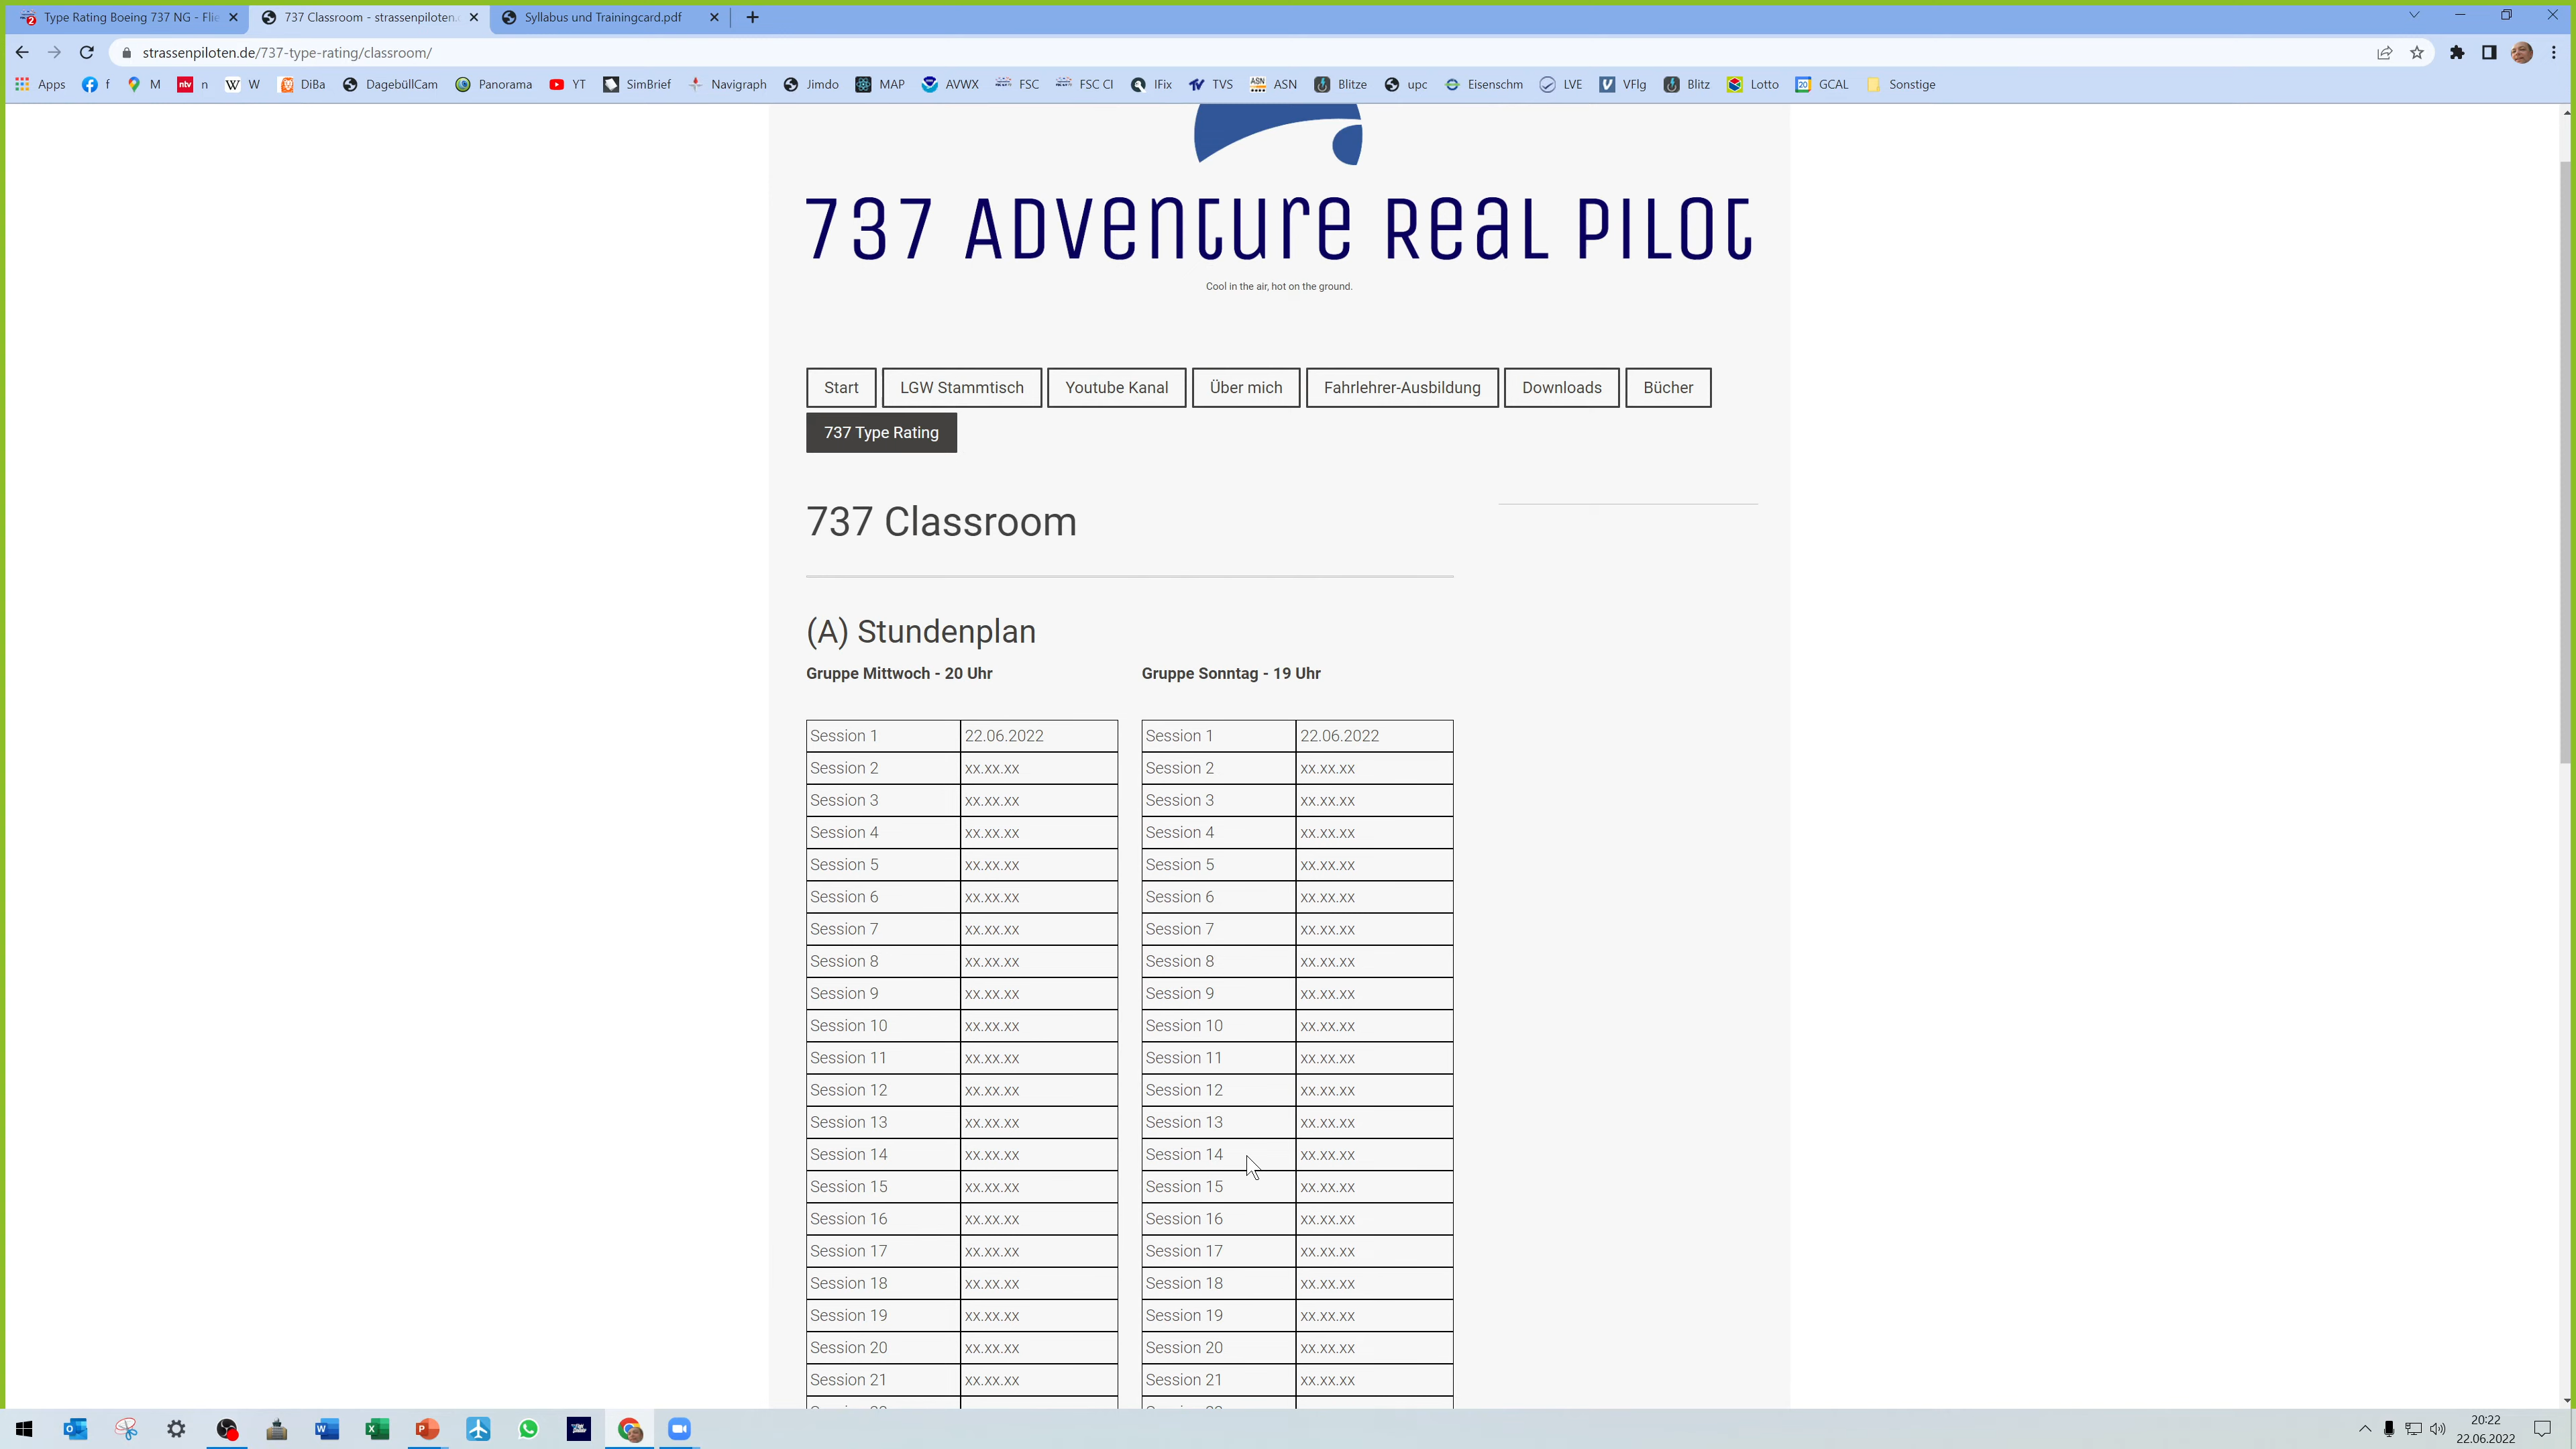 Type Rating Boeing 737 NG - Flie
737 Classroom - strassenpiloten.
Syllabus und Trainingcard.pdf
strassenpiloten.de/737-type-rating/classroom/
Apps f M n W DiBa DagebüllCam Panorama YT SimBrief Navigraph Jimdo MAP AVWX FSC FSC CI IFix TVS ASN Blitze upc Eisenschm LVE VFlg Blitz Lotto GCAL Sonstige
737 Adventure Real Pilot
Cool in the air, hot on the ground.
Start LGW Stammtisch Youtube Kanal Über mich Fahrlehrer-Ausbildung Downloads Bücher
737 Type Rating
737 Classroom
(A) Stundenplan
Gruppe Mittwoch - 20 Uhr Gruppe Sonntag - 19 Uhr
Session 1 22.06.2022 Session 1 22.06.2022
Session 2 xx.xx.xx Session 2 xx.xx.xx
Session 3 xx.xx.xx Session 3 xx.xx.xx
Session 4 xx.xx.xx Session 4 xx.xx.xx
Session 5 xx.xx.xx Session 5 xx.xx.xx
Session 6 xx.xx.xx Session 6 xx.xx.xx
Session 7 xx.xx.xx Session 7 xx.xx.xx
Session 8 xx.xx.xx Session 8 xx.xx.xx
Session 9 xx.xx.xx Session 9 xx.xx.xx
Session 10 xx.xx.xx Session 10 xx.xx.xx
Session 11 xx.xx.xx Session 11 xx.xx.xx
Session 12 xx.xx.xx Session 12 xx.xx.xx
Session 13 xx.xx.xx Session 13 xx.xx.xx
Session 14 xx.xx.xx Session 14 xx.xx.xx
Session 15 xx.xx.xx Session 15 xx.xx.xx
Session 16 xx.xx.xx Session 16 xx.xx.xx
Session 17 xx.xx.xx Session 17 xx.xx.xx
Session 18 xx.xx.xx Session 18 xx.xx.xx
Session 19 xx.xx.xx Session 19 xx.xx.xx
Session 20 xx.xx.xx Session 20 xx.xx.xx
Session 21 xx.xx.xx Session 21 xx.xx.xx
20:22
22.06.2022